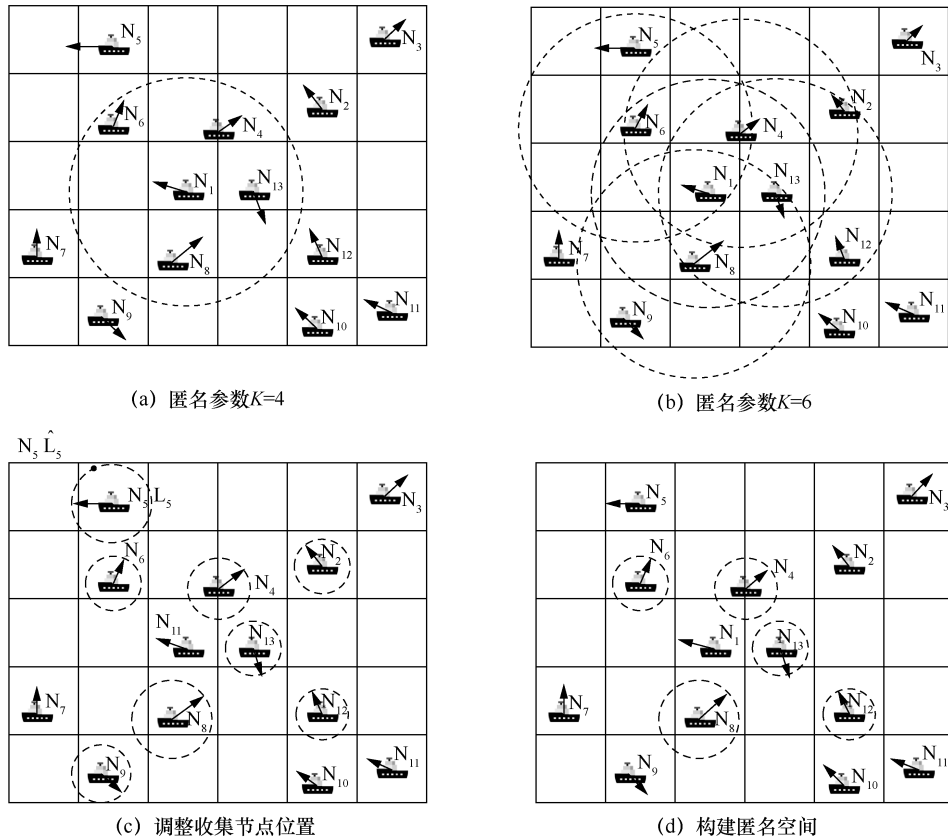 N₅
N₃
N₂
N₆
N₄
N₁
N₁₃
N₇
N₈
N₁₂
N₉
N₁₀
N₁₁
(a) 匿名参数K=4
N₅
N₃
N₂
N₆
N₄
N₁
N₁₃
N₇
N₈
N₁₂
N₉
N₁₀
N₁₁
(b) 匿名参数K=6
N₅ L̂₅
N₅ L₅
N₃
N₆
N₂
N₄
N₁₁
N₁₃
N₇
N₈
N₁₂
N₉
N₁₀
N₁₁
(c) 调整收集节点位置
N₅
N₃
N₆
N₂
N₄
N₁
N₁₃
N₇
N₈
N₁₂
N₉
N₁₀
N₁₁
(d) 构建匿名空间